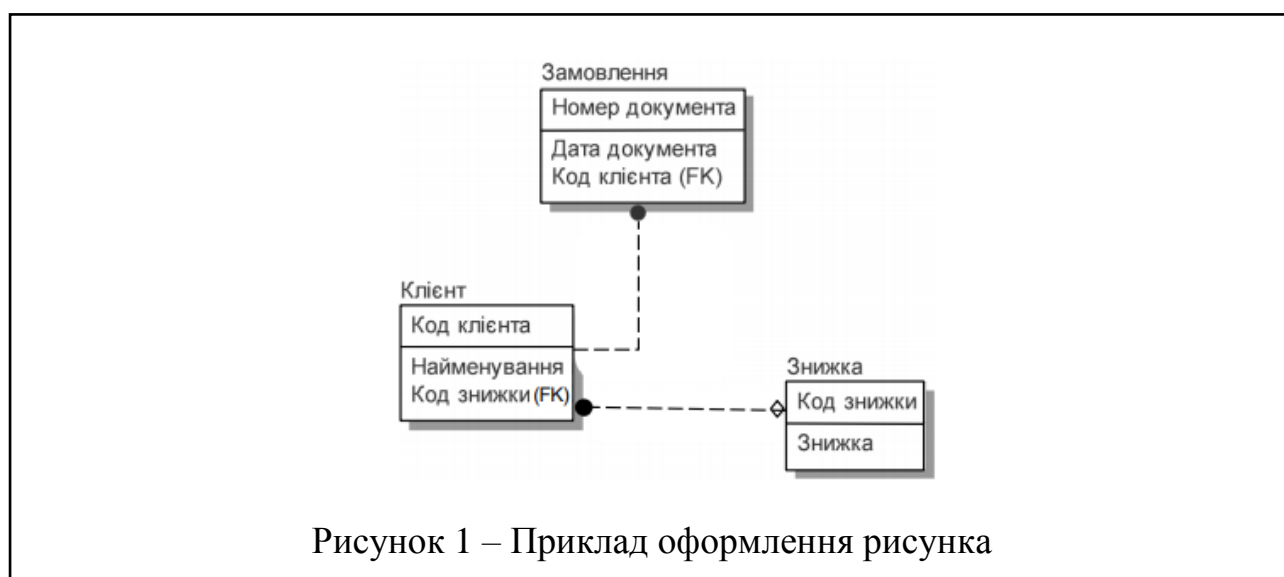 Замовлення
Номер документа
Дата документа
Код клієнта (FK)
Клієнт
Код клієнта
Найменування
Код знижки (FK)
Знижка
Код знижки
Знижка
Рисунок 1 – Приклад оформлення рисунка